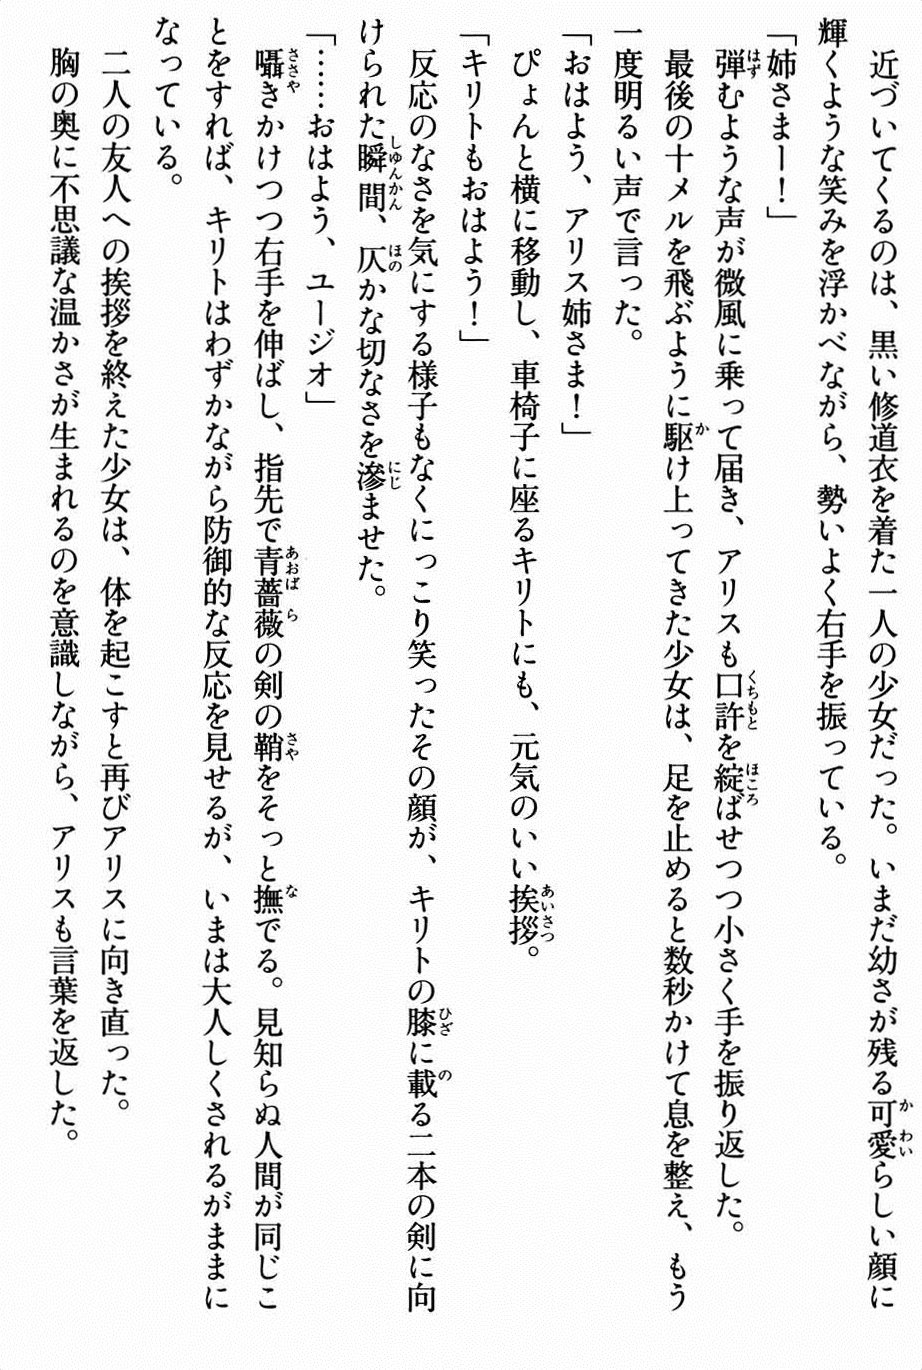 近づいてくるのは、黒い修道衣を着た一人の少女だった。いまだ幼さが残る可愛らしい顔に
輝くような笑みを浮かべながら、勢いよく右手を振っている。
「姉さまー！」
弾むような声が微風に乗って届き、アリスも口許を綻ばせつつ小さく手を振り返した。
最後の十メルを飛ぶように駆け上ってきた少女は、足を止めると数秒かけて息を整え、もう
一度明るい声で言った。
「おはよう、アリス姉さま！」
ぴょんと横に移動し、車椅子に座るキリトにも、元気のいい挨拶。
「キリトもおはよう！」
反応のなさを気にする様子もなくにっこり笑ったその顔が、キリトの膝に載る二本の剣に向
けられた瞬間、仄かな切なさを滲ませた。
「……おはよう、ユージオ」
囁きかけつつ右手を伸ばし、指先で青薔薇の剣の鞘をそっと撫でる。見知らぬ人間が同じこ
とをすれば、キリトはわずかながら防御的な反応を見せるが、いまは大人しくされるがままに
なっている。
二人の友人への挨拶を終えた少女は、体を起こすと再びアリスに向き直った。
胸の奥に不思議な温かさが生まれるのを意識しながら、アリスも言葉を返した。